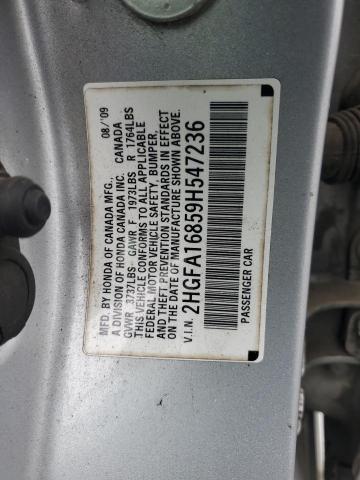 MFD. BY HONDA OF CANADA MFG. 08/'09
A DIVISION OF HONDA CANADA INC. CANADA
GVWR 3737LBS GAWR F 1973LBS R 1764LBS
THIS VEHICLE CONFORMS TO ALL APPLICABLE
FEDERAL MOTOR VEHICLE SAFETY, BUMPER,
AND THEFT PREVENTION STANDARDS IN EFFECT
ON THE DATE OF MANUFACTURE SHOWN ABOVE.
V.I.N. 2HGFA16859H547236
PASSENGER CAR